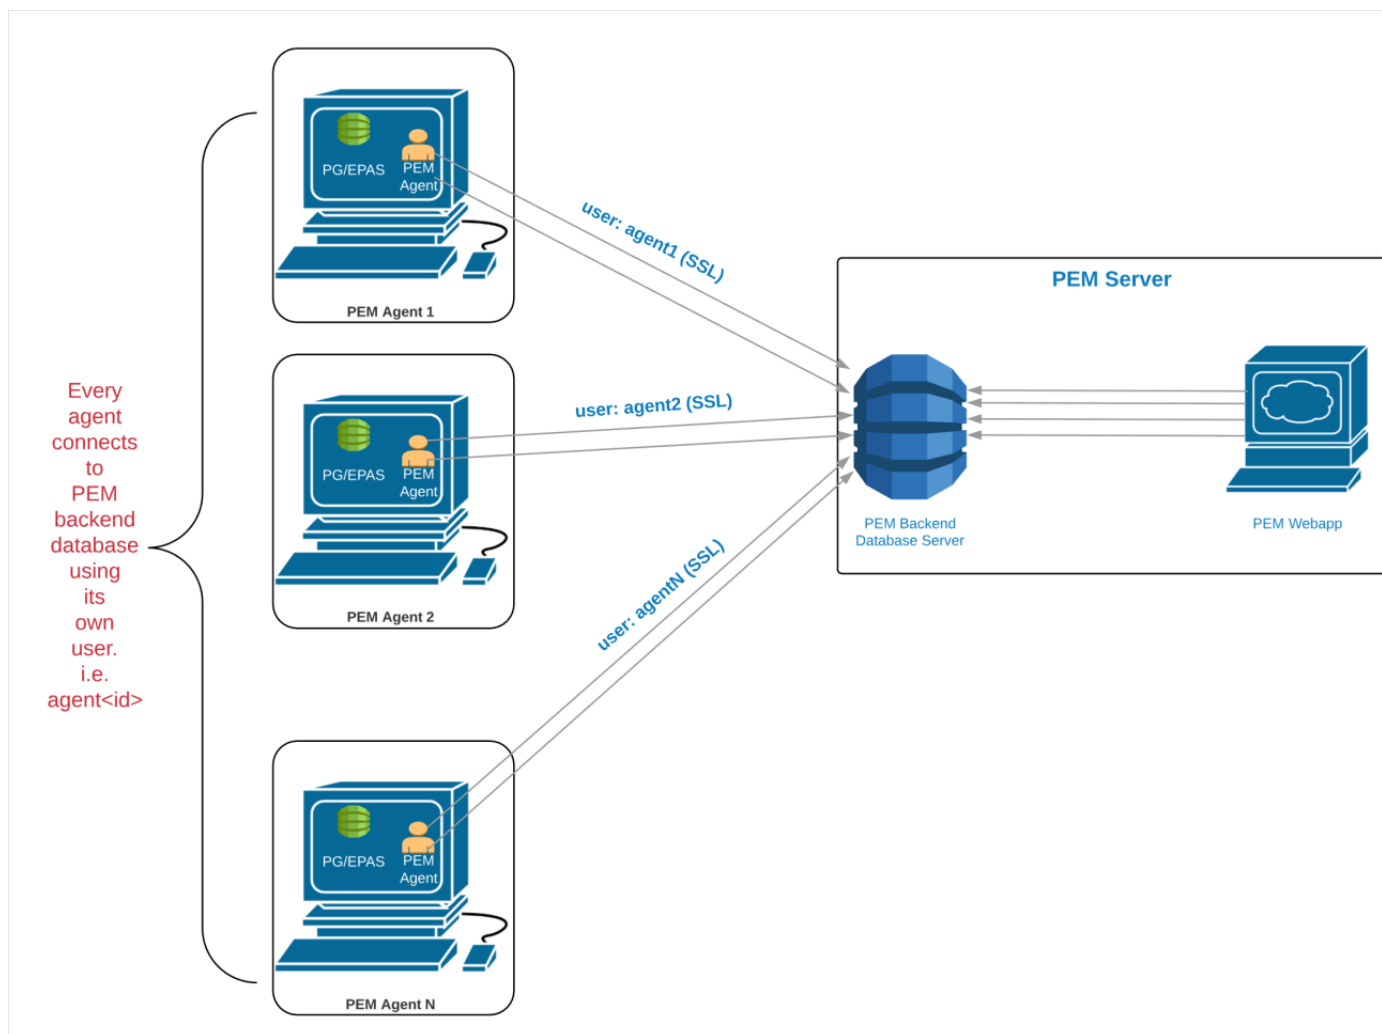 Every
agent
connects
to
PEM
backend
database
using
its
own
user.
i.e.
agent<id>
PG/EPAS
PEM
Agent
PEM Agent 1
PG/EPAS
PEM
Agent
PEM Agent 2
PG/EPAS
PEM
Agent
PEM Agent N
user: agent1 (SSL)
user: agent2 (SSL)
user: agentN (SSL)
PEM Server
PEM Backend
Database Server
PEM Webapp